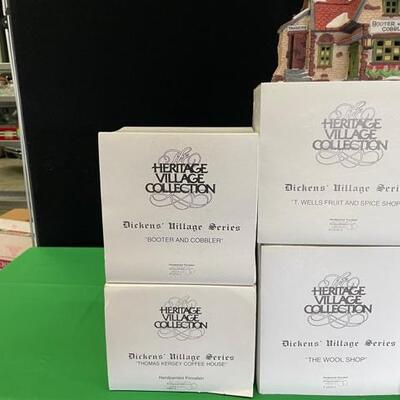 BOOTER
COBBL
The
HERITAGE
VILLAGE
COLLECTION
Dickens' Village Series
"BOOTER AND COBBLER"
The
HERITAGE
VILLAGE
COLLECTION
Dickens' Village Series
"THOMAS KERSEY COFFEE HOUSE"
Handpainted Porcelain
The
HERITAGE
VILLAGE
COLLECTION
Dickens' Village Serie
"T. WELLS FRUIT AND SPICE SHOP
The
HERITAGE
VILLAGE
COLLECTION
Dickens' Village Serie
"THE WOOL SHOP"